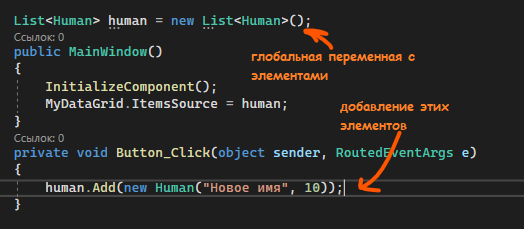 List<Human> human = new List<Human>();
Ссылок: 0
public MainWindow()
глобальная переменная с
элементами
{
InitializeComponent();
MyDataGrid.ItemsSource = human;
добавление этих
элементов
}
Ссылок: 0
private void Button_Click(object sender, RoutedEventArgs e)
{
human.Add(new Human("Новое имя", 10));
}